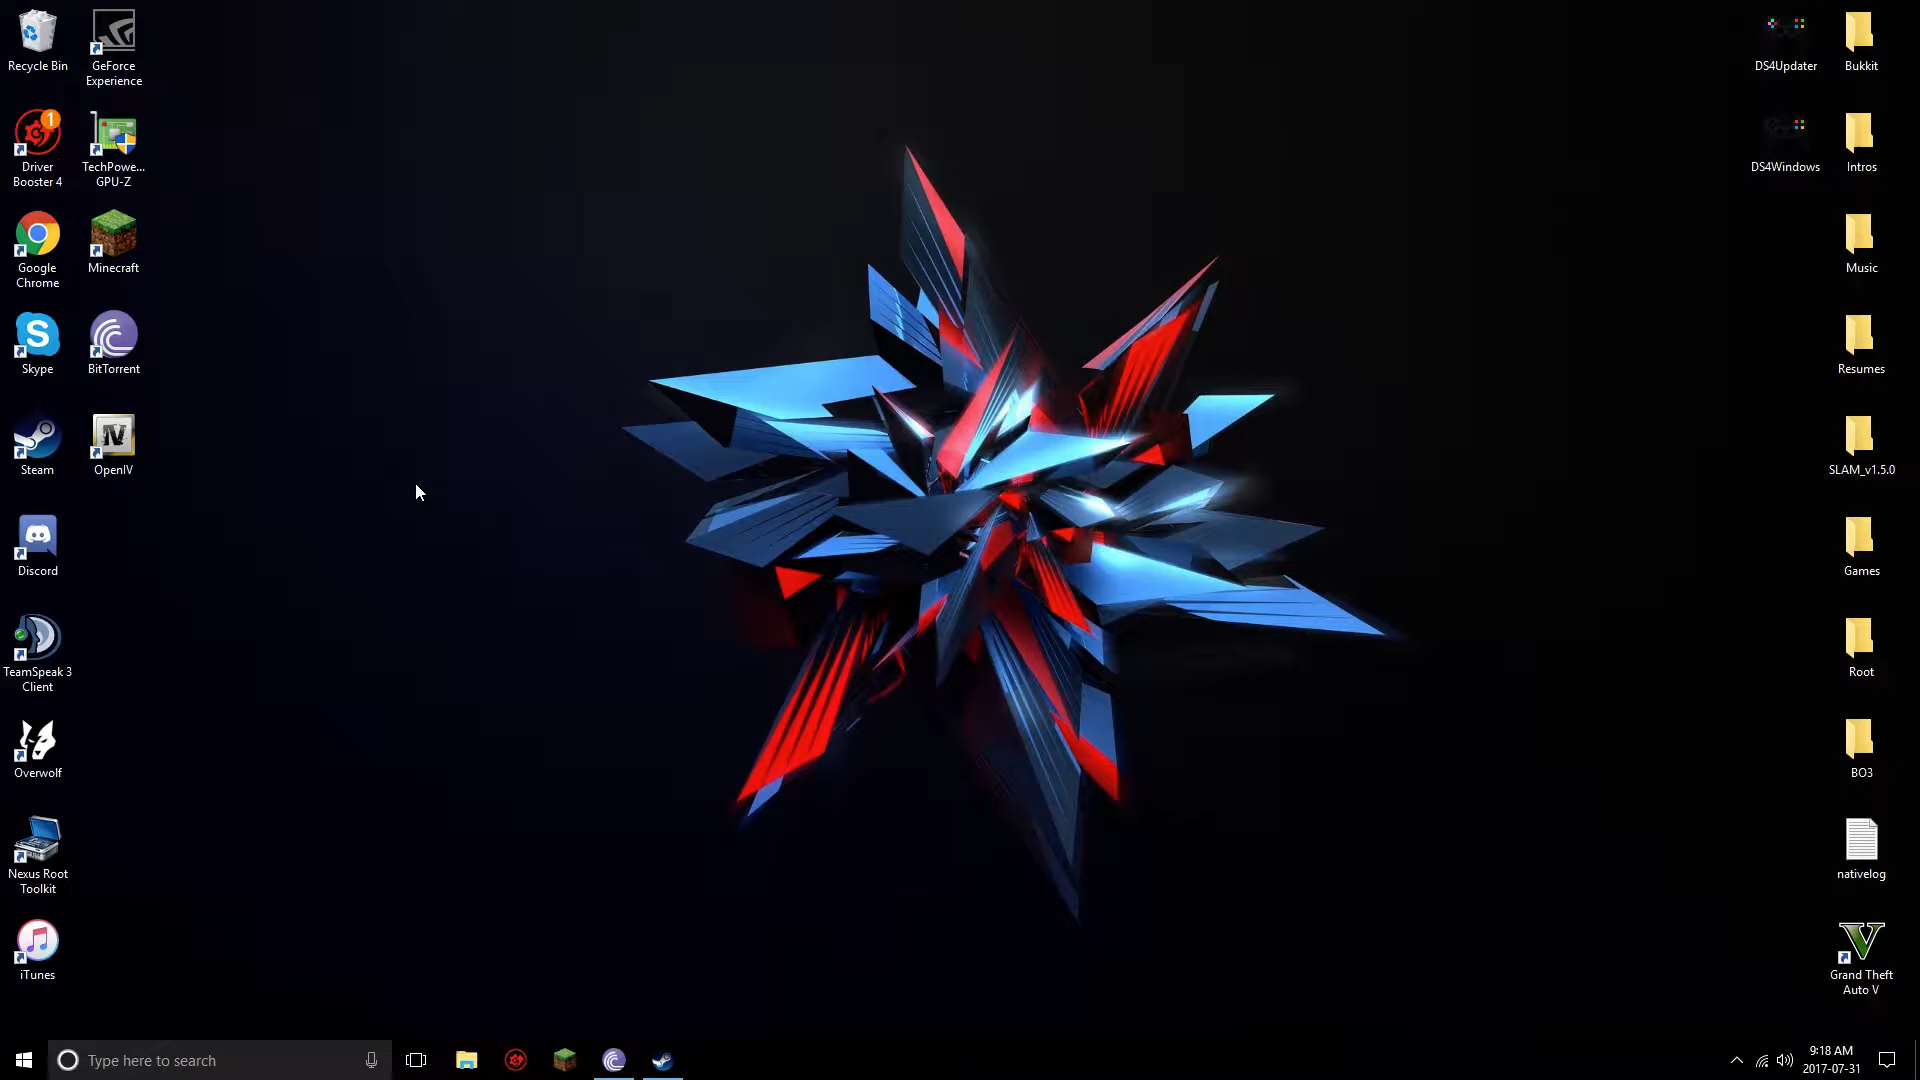 Recycle Bin
GeForce
Experience
1
Driver
Booster 4
TechPowe...
GPU-Z
Google
Chrome
Minecraft
Skype
BitTorrent
Steam
OpenIV
Discord
TeamSpeak 3
Client
Overwolf
Nexus Root
Toolkit
iTunes
DS4Updater
Bukkit
DS4Windows
Intros
Music
Resumes
SLAM_v1.5.0
Games
Root
BO3
nativelog
Grand Theft
Auto V
Type here to search
9:18 AM
2017-07-31